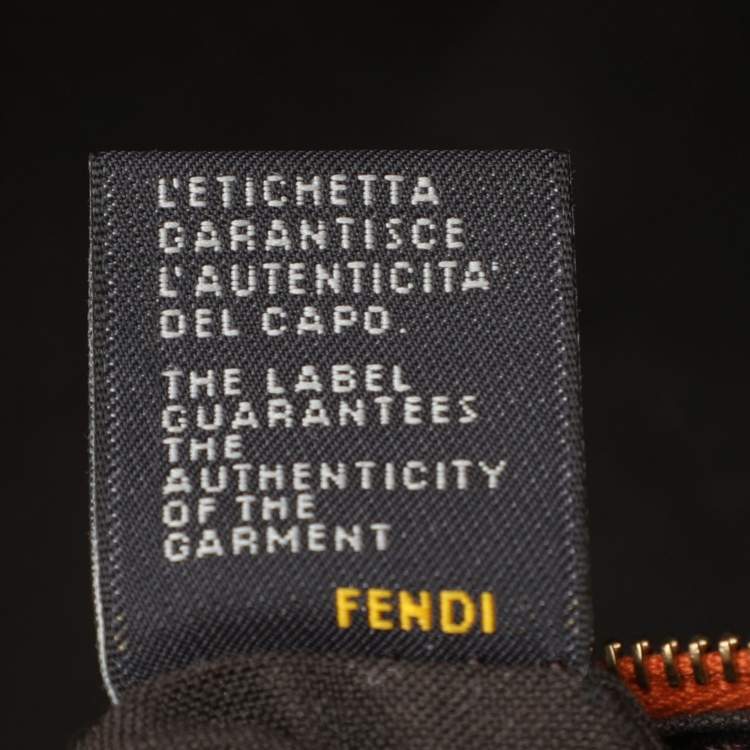 L'ETICHETTA
GARANTISCE
L'AUTENTICITA'
DEL CAPO.
THE LABEL
GUARANTEES
THE
AUTHENTICITY
OF THE
GARMENT
FENDI